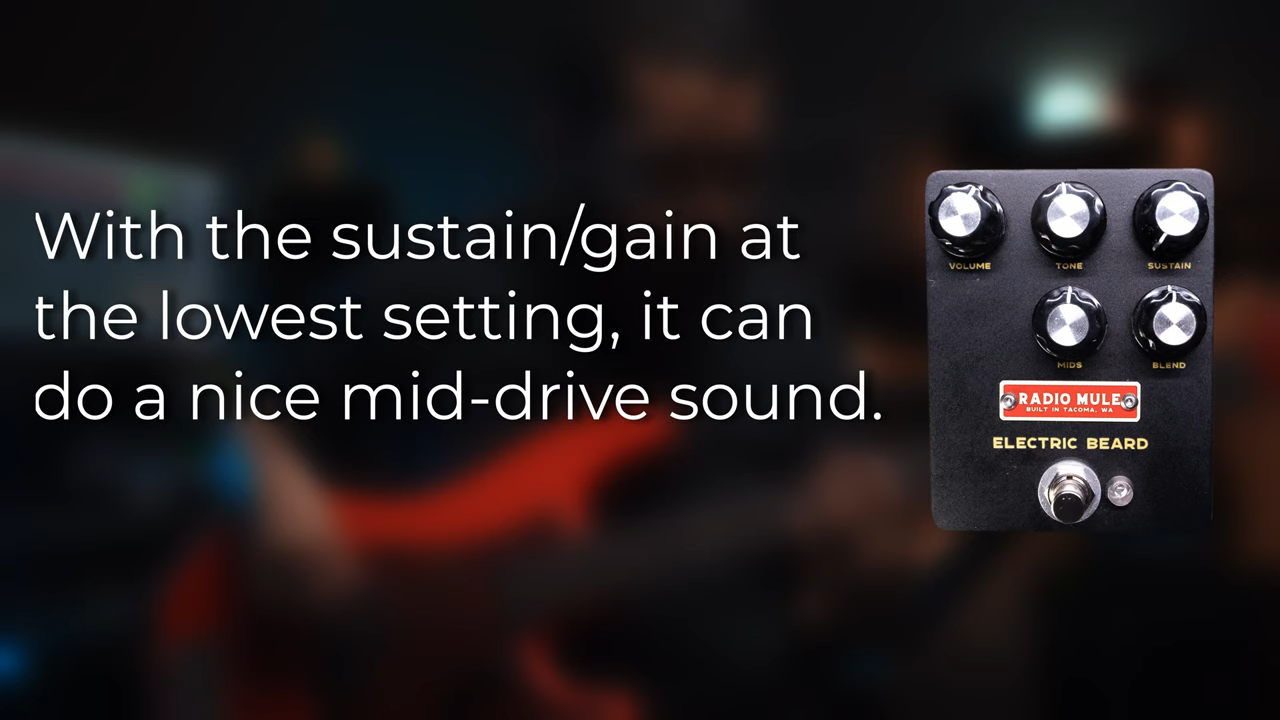 With the sustain/gain at
the lowest setting, it can
do a nice mid-drive sound.
VOLUME TONE SUSTAIN
MIDS BLEND
RADIO MULE
BUILT IN TACOMA, WA
ELECTRIC BEARD